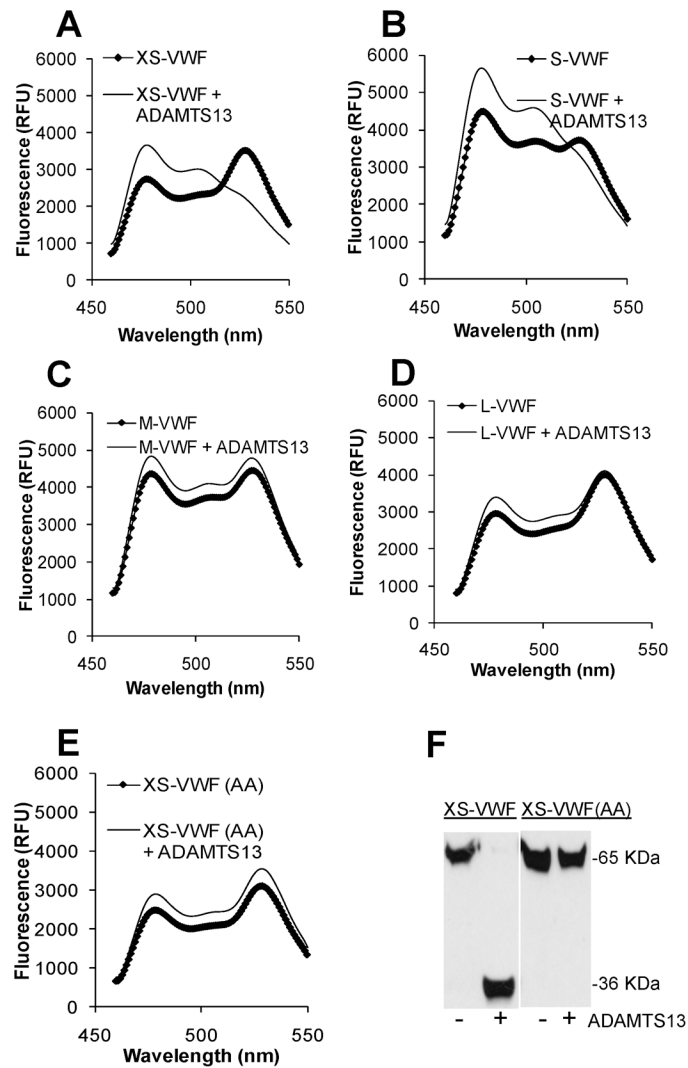 A
XS-VWF
XS-VWF +
ADAMTS13
Fluorescence (RFU)
6000
5000
4000
3000
2000
1000
0
450
500
550
Wavelength (nm)
B
S-VWF
S-VWF +
ADAMTS13
Fluorescence (RFU)
6000
5000
4000
3000
2000
1000
0
450
500
550
Wavelength (nm)
C
M-VWF
M-VWF + ADAMTS13
Fluorescence (RFU)
6000
5000
4000
3000
2000
1000
0
450
500
550
Wavelength (nm)
D
L-VWF
L-VWF + ADAMTS13
Fluorescence (RFU)
6000
5000
4000
3000
2000
1000
0
450
500
550
Wavelength (nm)
E
XS-VWF (AA)
XS-VWF (AA)
+ ADAMTS13
Fluorescence (RFU)
6000
5000
4000
3000
2000
1000
0
450
500
550
Wavelength (nm)
F
XS-VWF XS-VWF(AA)
-65 KDa
-36 KDa
- + - + ADAMTS13